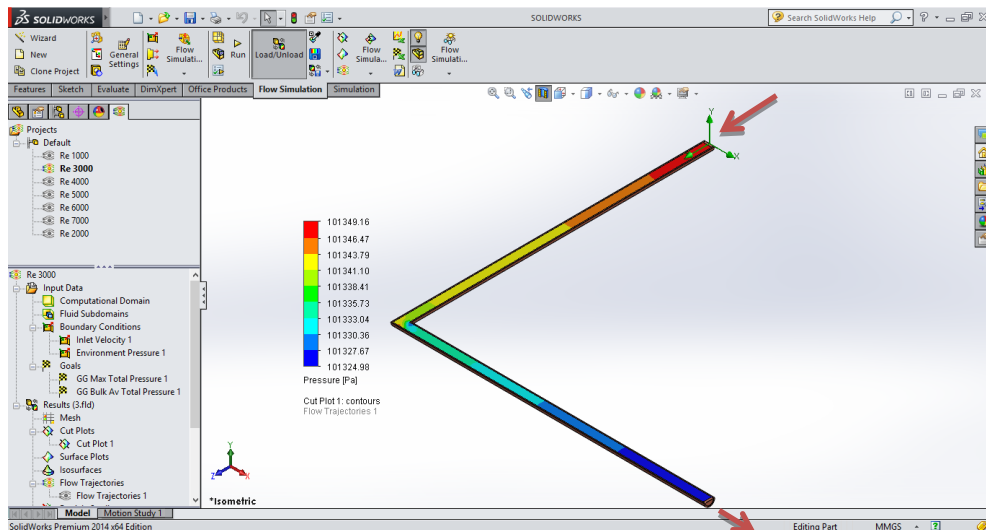 SOLIDWORKS
SOLIDWORKS
Search SolidWorks Help
Wizard
New
Clone Project
General Settings
Flow Simulati...
Run
Load/Unload
Flow Simula...
Flow Simulati...
Features Sketch Evaluate DimXpert Office Products Flow Simulation Simulation
Projects
Default
Re 1000
Re 3000
Re 4000
Re 5000
Re 6000
Re 7000
Re 2000
Re 3000
Input Data
Computational Domain
Fluid Subdomains
Boundary Conditions
Inlet Velocity 1
Environment Pressure 1
Goals
GG Max Total Pressure 1
GG Bulk Av Total Pressure 1
Results (3.fld)
Mesh
Cut Plots
Cut Plot 1
Surface Plots
Isosurfaces
Flow Trajectories
Flow Trajectories 1
Y
X
101349.16
101346.47
101343.79
101341.10
101338.41
101335.73
101333.04
101330.36
101327.67
101324.98
Pressure [Pa]
Cut Plot 1: contours
Flow Trajectories 1
Y
Z
X
*Isometric
Model Motion Study 1
SolidWorks Premium 2014 x64 Edition
Editing Part
MMGS